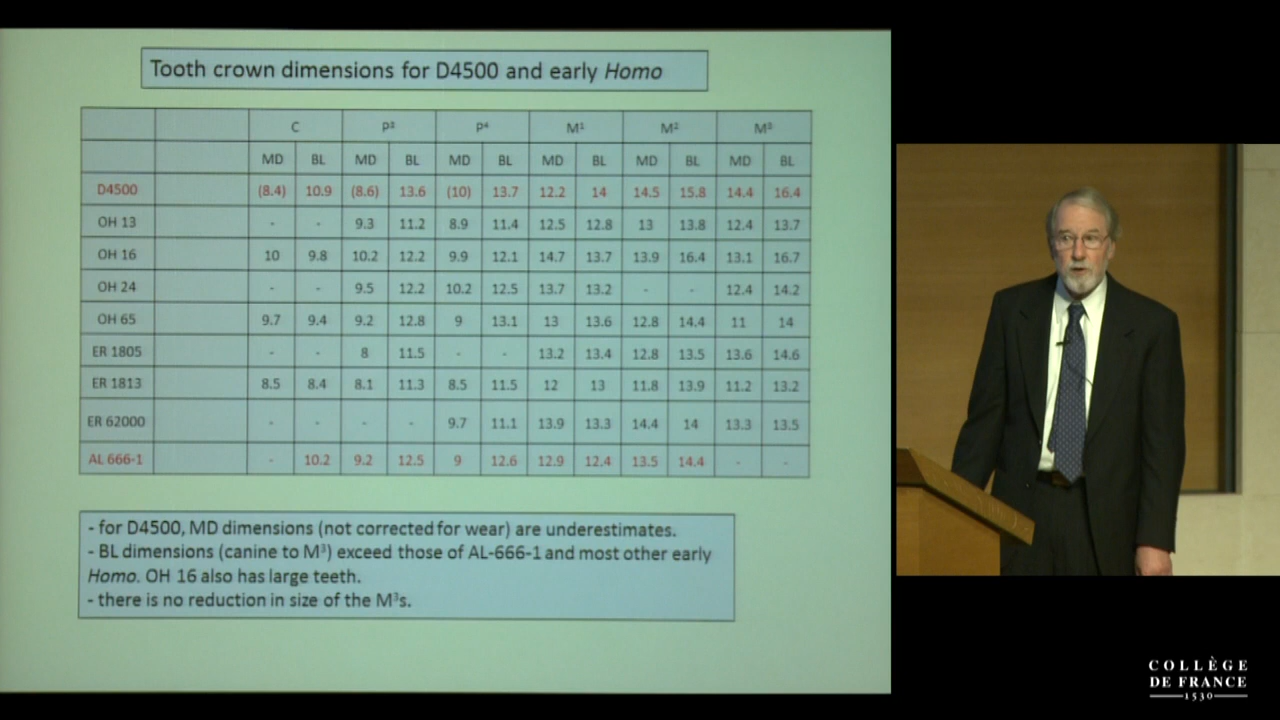 Tooth crown dimensions for D4500 and early Homo
C P³ P⁴ M¹ M² M³
MD BL MD BL MD BL MD BL MD BL MD BL
D4500 (8.4) 10.9 (8.6) 13.6 (10) 13.7 12.2 14 14.5 15.8 14.4 16.4
OH 13 - - 9.3 11.2 8.9 11.4 12.5 12.8 13 13.8 12.4 13.7
OH 16 10 9.8 10.2 12.2 9.9 12.1 14.7 13.7 13.9 16.4 13.1 16.7
OH 24 - - 9.5 12.2 10.2 12.5 13.7 13.2 - - 12.4 14.2
OH 65 9.7 9.4 9.2 12.8 9 13.1 13 13.6 12.8 14.4 11 14
ER 1805 - - 8 11.5 - - 13.2 13.4 12.8 13.5 13.6 14.6
ER 1813 8.5 8.4 8.1 11.3 8.5 11.5 12 13 11.8 13.9 11.2 13.2
ER 62000 - - - - 9.7 11.1 13.9 13.3 14.4 14 13.3 13.5
AL 666-1 - 10.2 9.2 12.5 9 12.6 12.9 12.4 13.5 14.4 - -
- for D4500, MD dimensions (not corrected for wear) are underestimates.
- BL dimensions (canine to M³) exceed those of AL-666-1 and most other early
Homo. OH 16 also has large teeth.
- there is no reduction in size of the M³s.
COLLÈGE
DE FRANCE
1530